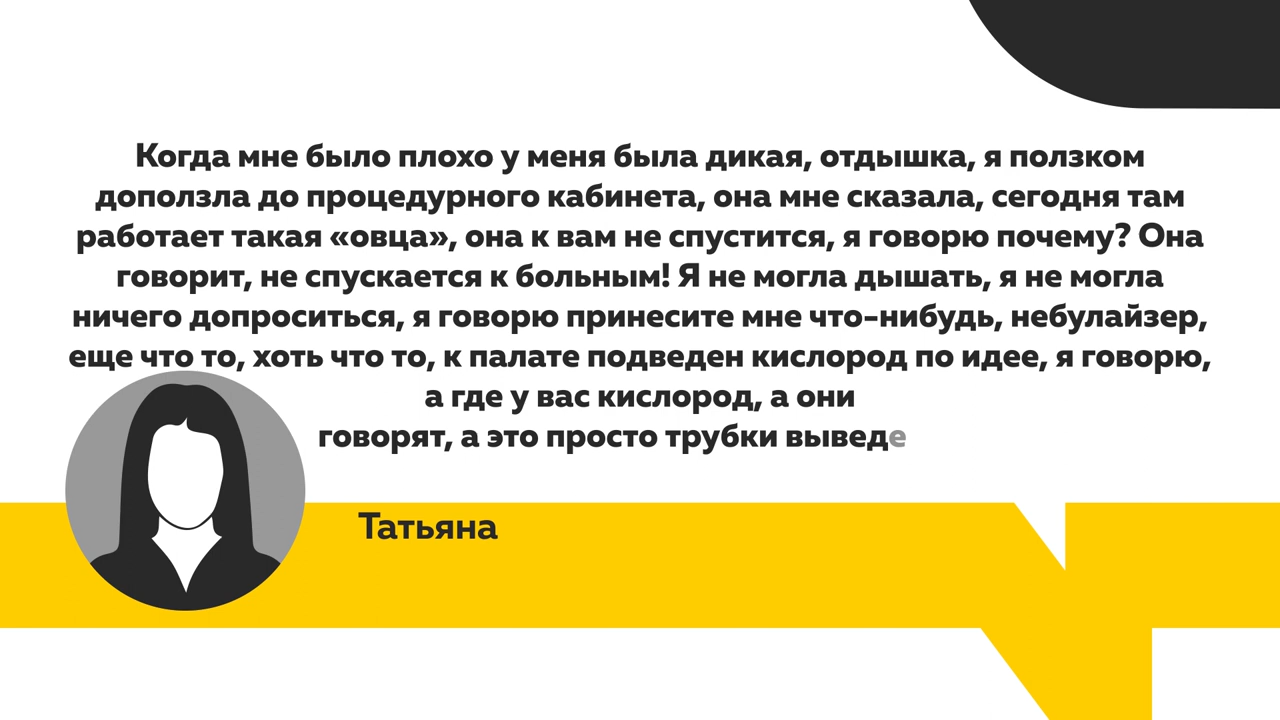 Когда мне было плохо у меня была дикая, отдышка, я ползком
доползла до процедурного кабинета, она мне сказала, сегодня там
работает такая «овца», она к вам не спустится, я говорю почему? Она
говорит, не спускается к больным! Я не могла дышать, я не могла
ничего допроситься, я говорю принесите мне что-нибудь, небулайзер,
еще что то, хоть что то, к палате подведен кислород по идее, я говорю,
а где у вас кислород, а они
говорят, а это просто трубки выведе
Татьяна